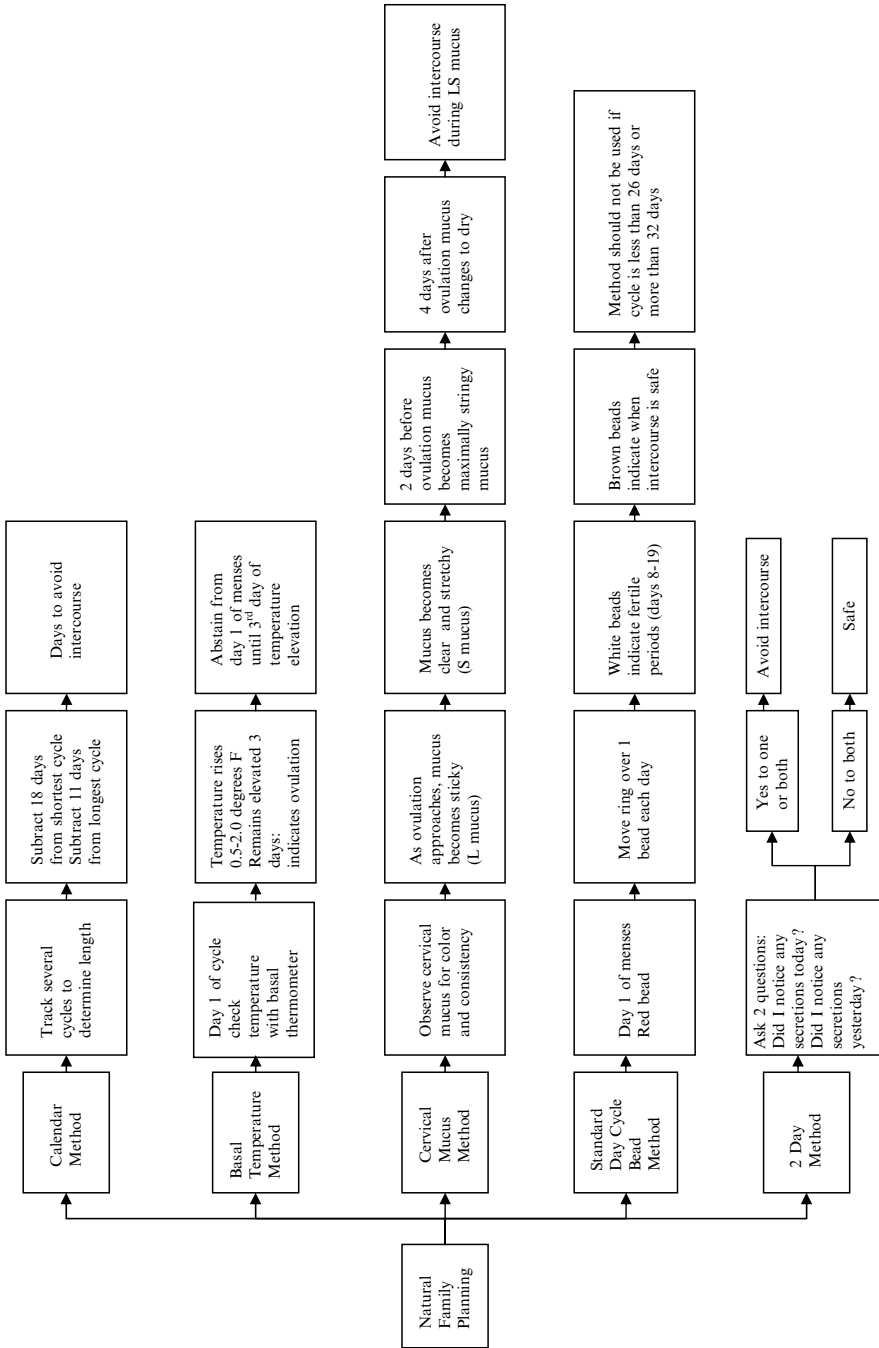 Natural
Family
Planning
Calendar
Method
Track several
cycles to
determine length
Subract 18 days
from shortest cycle
Subtract 11 days
from longest cycle
Days to avoid
intercourse
Basal
Temperature
Method
Day 1 of cycle
check
temperature
with basal
thermometer
Temperature rises
0.5-2.0 degrees F
Remains elevated 3
days:
indicates ovulation
Abstain from
day 1 of menses
until 3rd day of
temperature
elevation
Cervical
Mucus
Method
Observe cervical
mucus for color
and consistency
As ovulation
approaches, mucus
becomes sticky
(L mucus)
Mucus becomes
clear and stretchy
(S mucus)
2 days before
ovulation mucus
becomes
maximally stringy
mucus
4 days after
ovulation mucus
changes to dry
Avoid intercourse
during LS mucus
Standard
Day Cycle
Bead
Method
Day 1 of menses
Red bead
Move ring over 1
bead each day
White beads
indicate fertile
periods (days 8-19)
Brown beads
indicate when
intercourse is safe
Method should not be used if
cycle is less than 26 days or
more than 32 days
2 Day
Method
Ask 2 questions:
Did I notice any
secretions today?
Did I notice any
secretions
yesterday?
Yes to one
or both
Avoid intercourse
No to both
Safe